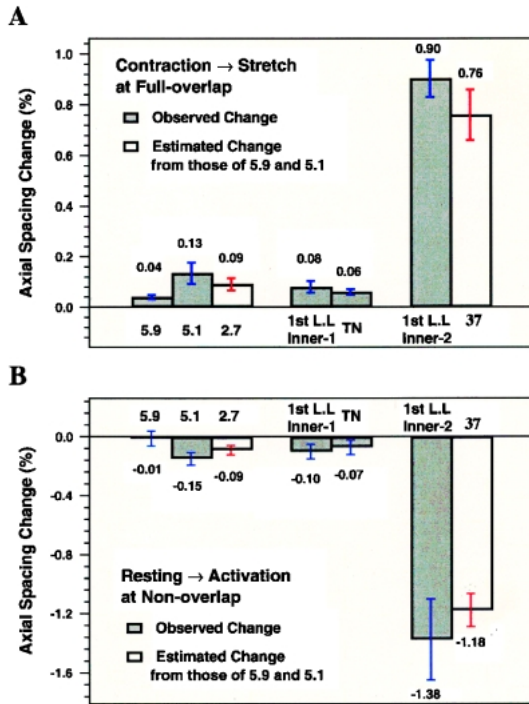 A
Axial Spacing Change (%)
1.0
0.8
0.6
0.4
0.2
0.0
Contraction → Stretch
at Full-overlap
Observed Change
Estimated Change
from those of 5.9 and 5.1
0.04
0.13
0.09
0.08
0.06
0.90
0.76
5.9
5.1
2.7
1st L.L
Inner-1
TN
1st L.L
Inner-2
37
B
Axial Spacing Change (%)
5.9
5.1
2.7
1st L.L
Inner-1
TN
1st L.L
Inner-2
37
0.0
-0.4
-0.8
-1.2
-1.6
-0.01
-0.15
-0.09
-0.10
-0.07
-1.38
-1.18
Resting → Activation
at Non-overlap
Observed Change
Estimated Change
from those of 5.9 and 5.1